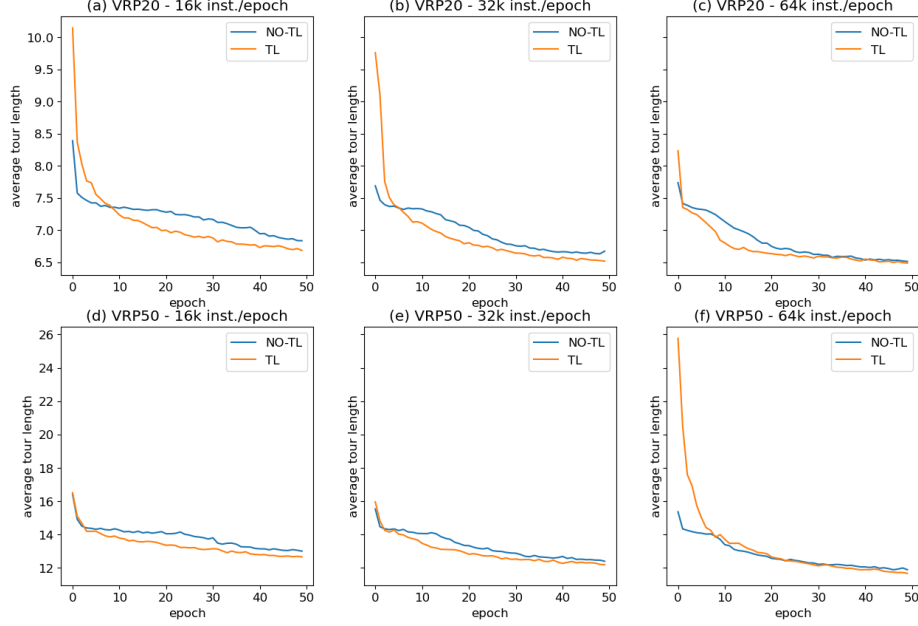 (a) VRP20 - 16k inst./epoch
average tour length
10.0
9.5
9.0
8.5
8.0
7.5
7.0
6.5
NO-TL
TL
0 10 20 30 40 50
epoch
(b) VRP20 - 32k inst./epoch
average tour length
NO-TL
TL
0 10 20 30 40 50
epoch
(c) VRP20 - 64k inst./epoch
average tour length
NO-TL
TL
0 10 20 30 40 50
epoch
(d) VRP50 - 16k inst./epoch
average tour length
26
24
22
20
18
16
14
12
NO-TL
TL
0 10 20 30 40 50
epoch
(e) VRP50 - 32k inst./epoch
average tour length
NO-TL
TL
0 10 20 30 40 50
epoch
(f) VRP50 - 64k inst./epoch
average tour length
NO-TL
TL
0 10 20 30 40 50
epoch